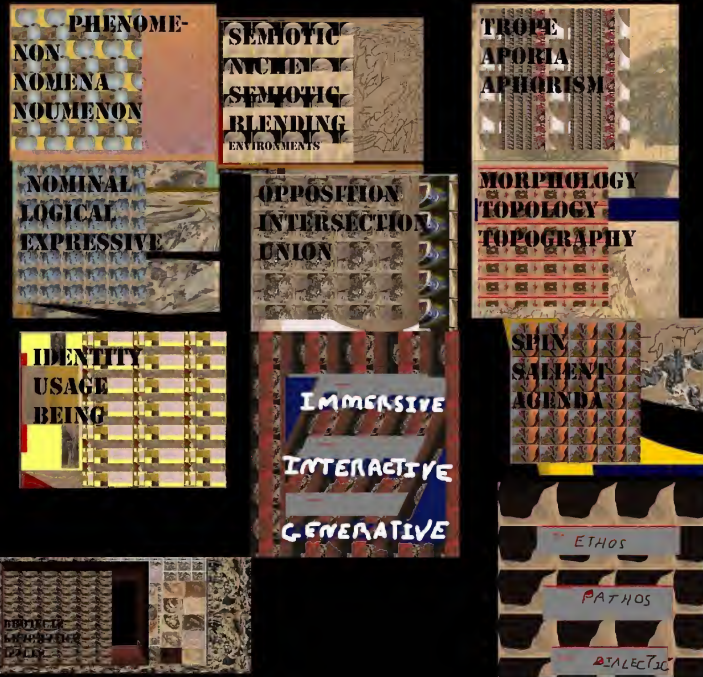 PHENOME-
NON
NOMENA
NOUMENON
SEMIOTIC
NICHE
SEMIOTIC
BLENDING
ENVIRONMENTS
TROPE
APORIA
APHORISM
NOMINAL
LOGICAL
EXPRESSIVE
OPPOSITION
INTERSECTION
UNION
MORPHOLOGY
TOPOLOGY
TOPOGRAPHY
IDENTITY
USAGE
BEING
IMMERSIVE
INTERACTIVE
GENERATIVE
SPIN
SALIENT
AGENDA
ETHOS
PATHOS
DIALECTIC